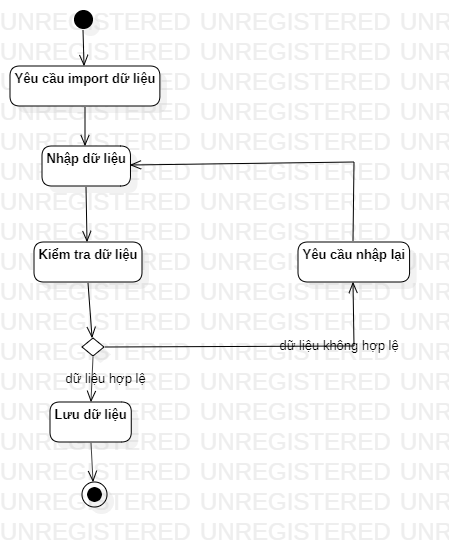 Yêu cầu import dữ liệu
Nhập dữ liệu
Kiểm tra dữ liệu
Yêu cầu nhập lại
dữ liệu không hợp lệ
dữ liệu hợp lệ
Lưu dữ liệu
UNREGISTERED